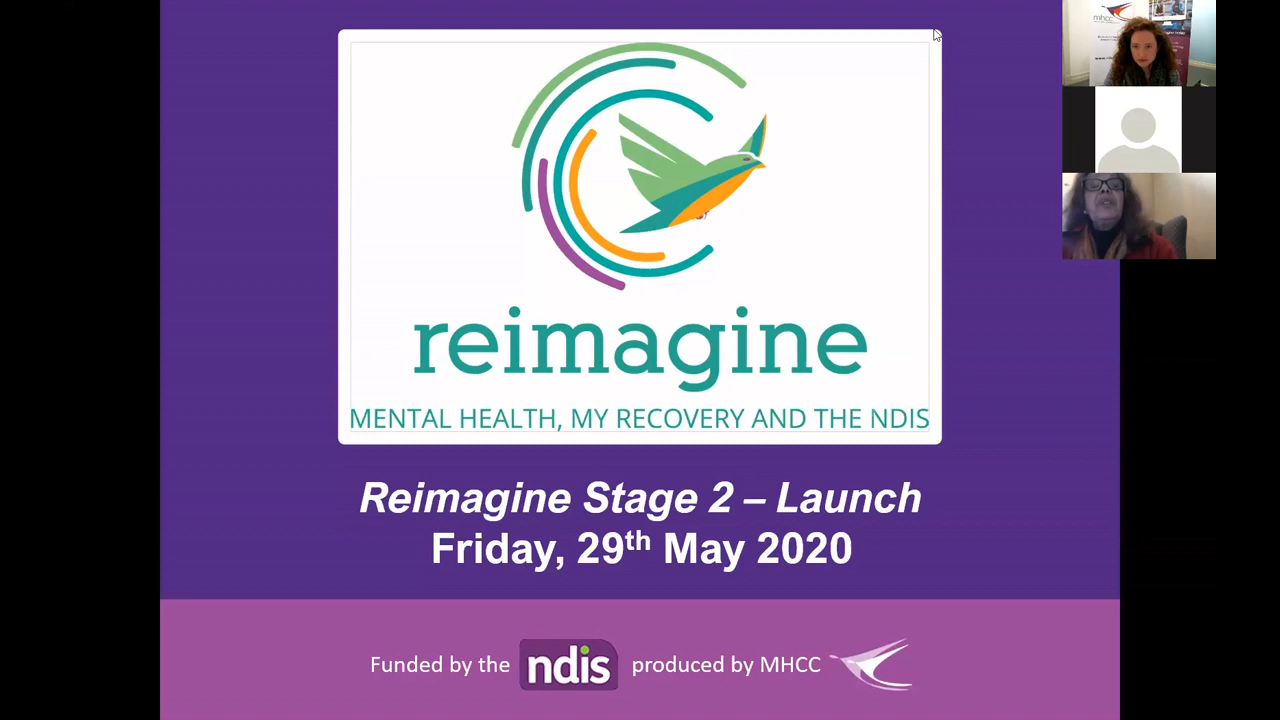 reimagine
MENTAL HEALTH, MY RECOVERY AND THE NDIS
Reimagine Stage 2 – Launch
Friday, 29th May 2020
Funded by the ndis produced by MHCC
mhcc